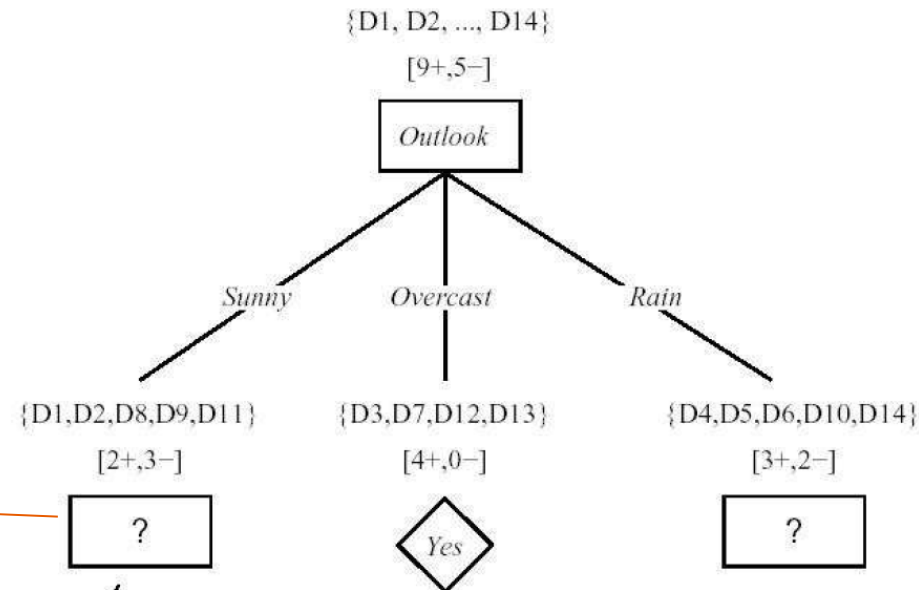 {D1, D2, ..., D14}
[9+,5−]
Outlook
Sunny
Overcast
Rain
{D1,D2,D8,D9,D11}
{D3,D7,D12,D13}
{D4,D5,D6,D10,D14}
[2+,3−]
[4+,0−]
[3+,2−]
?
Yes
?